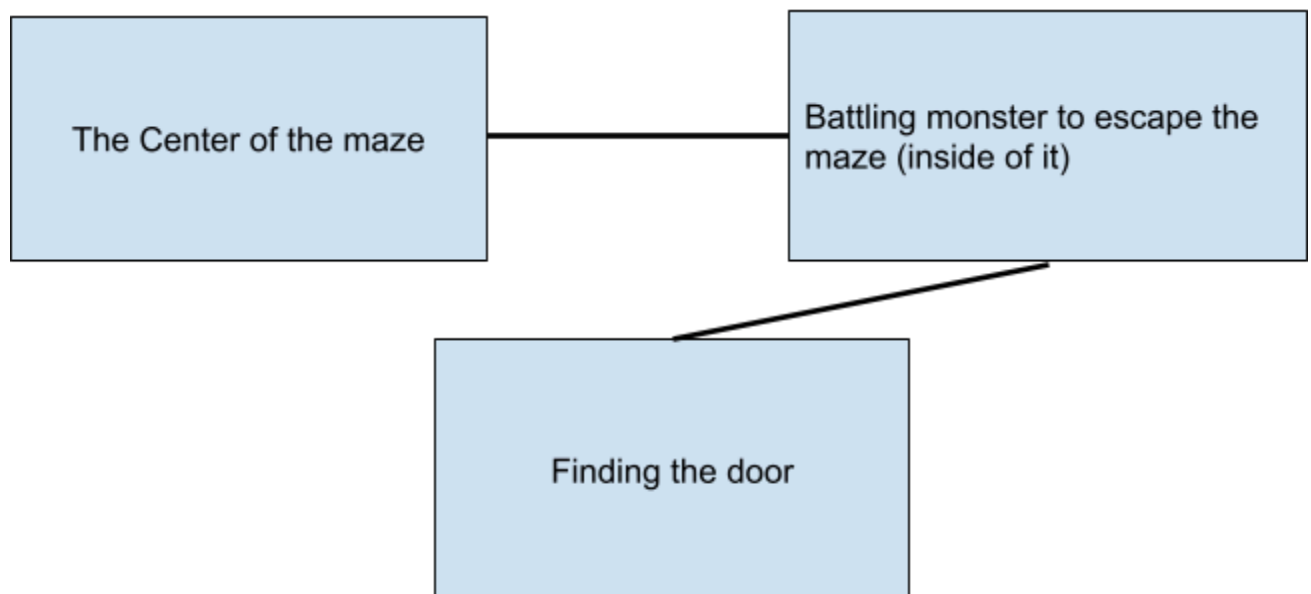 The Center of the maze
Battling monster to escape the
maze (inside of it)
Finding the door